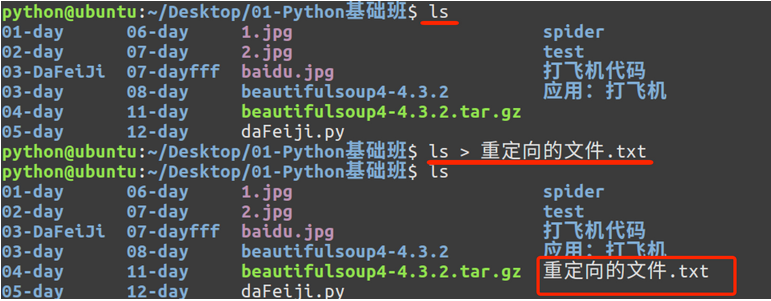 python@ubuntu:~/Desktop/01-Python基础班$ ls
01-day 06-day 1.jpg spider
02-day 07-day 2.jpg test
03-DaFeiJi 07-dayfff baidu.jpg 打飞机代码
03-day 08-day beautifulsoup4-4.3.2 应用：打飞机
04-day 11-day beautifulsoup4-4.3.2.tar.gz
05-day 12-day daFeiji.py
python@ubuntu:~/Desktop/01-Python基础班$ ls > 重定向的文件.txt
python@ubuntu:~/Desktop/01-Python基础班$ ls
01-day 06-day 1.jpg spider
02-day 07-day 2.jpg test
03-DaFeiJi 07-dayfff baidu.jpg 打飞机代码
03-day 08-day beautifulsoup4-4.3.2 应用：打飞机
04-day 11-day beautifulsoup4-4.3.2.tar.gz 重定向的文件.txt
05-day 12-day daFeiji.py